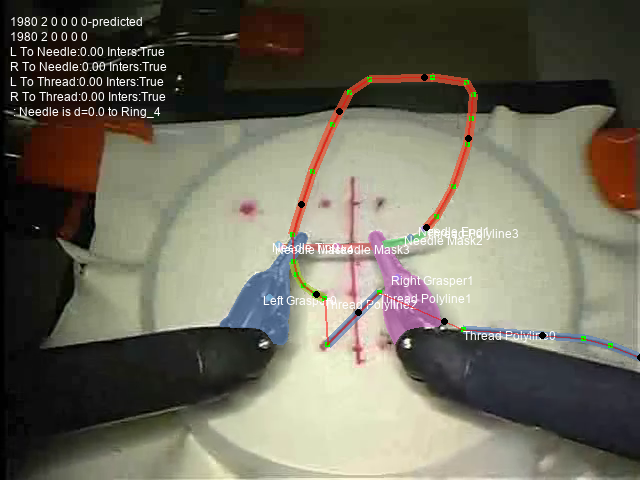 1980 2 0 0 0 0-predicted
1980 2 0 0 0 0
L To Needle:0.00 Inters:True
R To Needle:0.00 Inters:True
L To Thread:0.00 Inters:True
R To Thread:0.00 Inters:True
: Needle is d=0.0 to Ring_4
Thread Polyline3
Needle Mask2
Mask3
Right Grasper1
Left Grasper0
Thread Polyline1
Thread Polyline2
Thread Polyline0